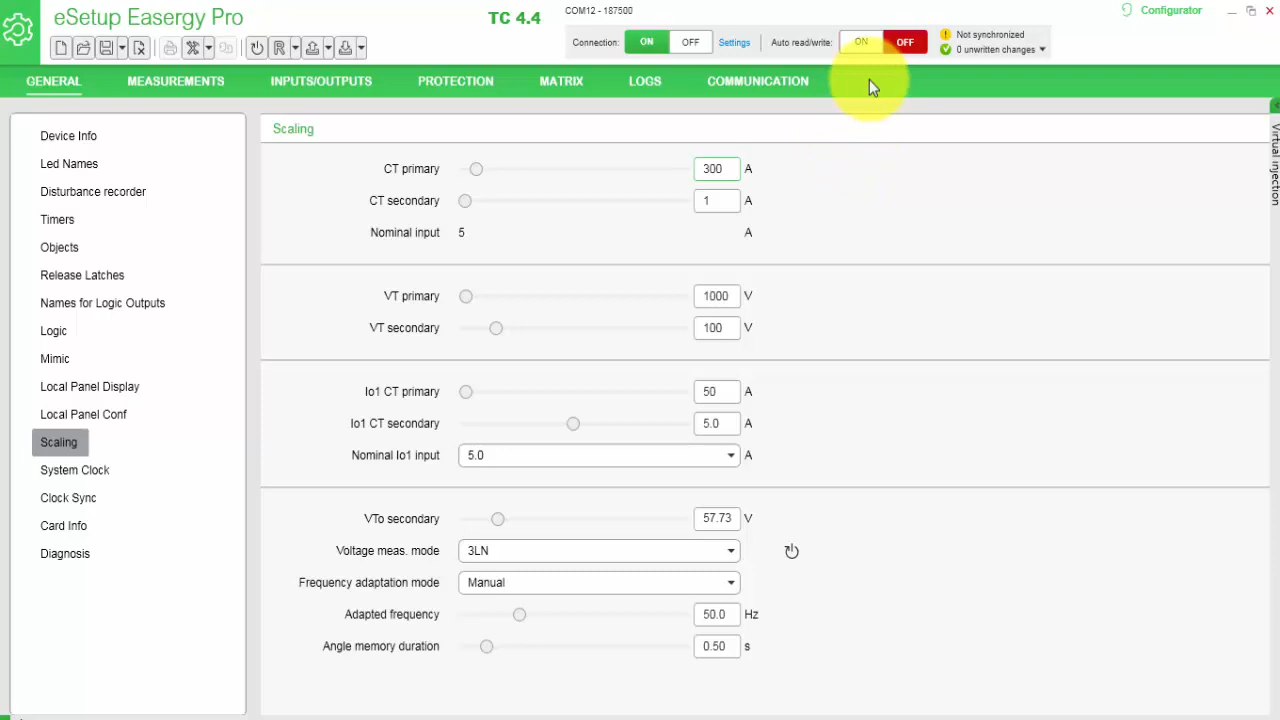 eSetup Easergy Pro
TC 4.4
COM12 - 187500
Configurator
Connection: ON OFF Settings Auto read/write: ON OFF
Not synchronized
0 unwritten changes
GENERAL MEASUREMENTS INPUTS/OUTPUTS PROTECTION MATRIX LOGS COMMUNICATION
Device Info
Led Names
Disturbance recorder
Timers
Objects
Release Latches
Names for Logic Outputs
Logic
Mimic
Local Panel Display
Local Panel Conf
Scaling
System Clock
Clock Sync
Card Info
Diagnosis
Scaling
CT primary 300 A
CT secondary 1 A
Nominal input 5 A
VT primary 1000 V
VT secondary 100 V
Io1 CT primary 50 A
Io1 CT secondary 5.0 A
Nominal Io1 input 5.0 A
VTo secondary 57.73 V
Voltage meas. mode 3LN
Frequency adaptation mode Manual
Adapted frequency 50.0 Hz
Angle memory duration 0.50 s
Virtual injection